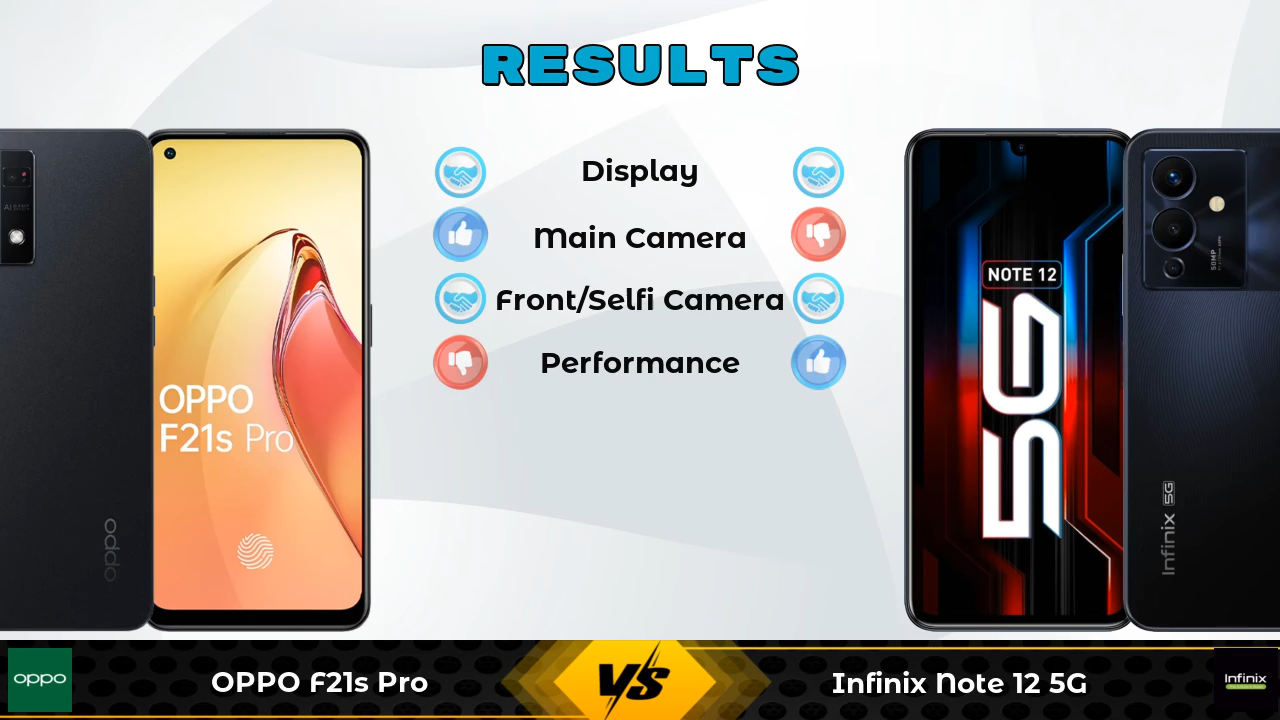 RESULTS
Display
Main Camera
Front/Selfi Camera
Performance
OPPO
F21s Pro
oppo
NOTE 12
5G
50MP
Infinix 5G
oppo
OPPO F21s Pro
VS
Infinix Note 12 5G
Infinix